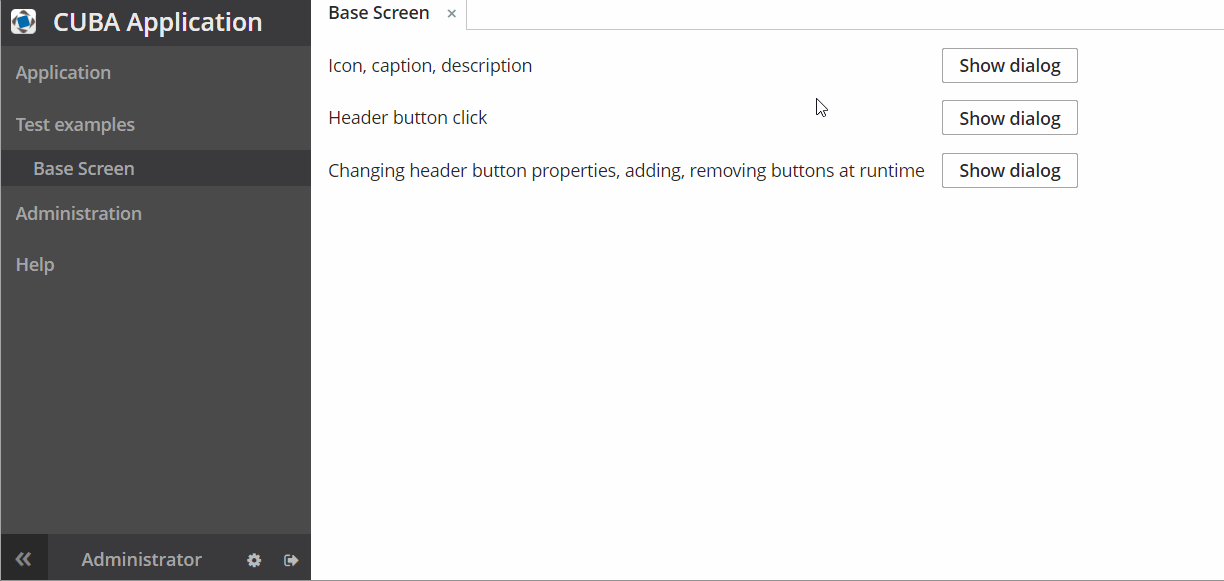 CUBA Application
Application
Test examples
Base Screen
Administration
Help
Administrator
Base Screen ×
Icon, caption, description Show dialog
Header button click Show dialog
Changing header button properties, adding, removing buttons at runtime Show dialog